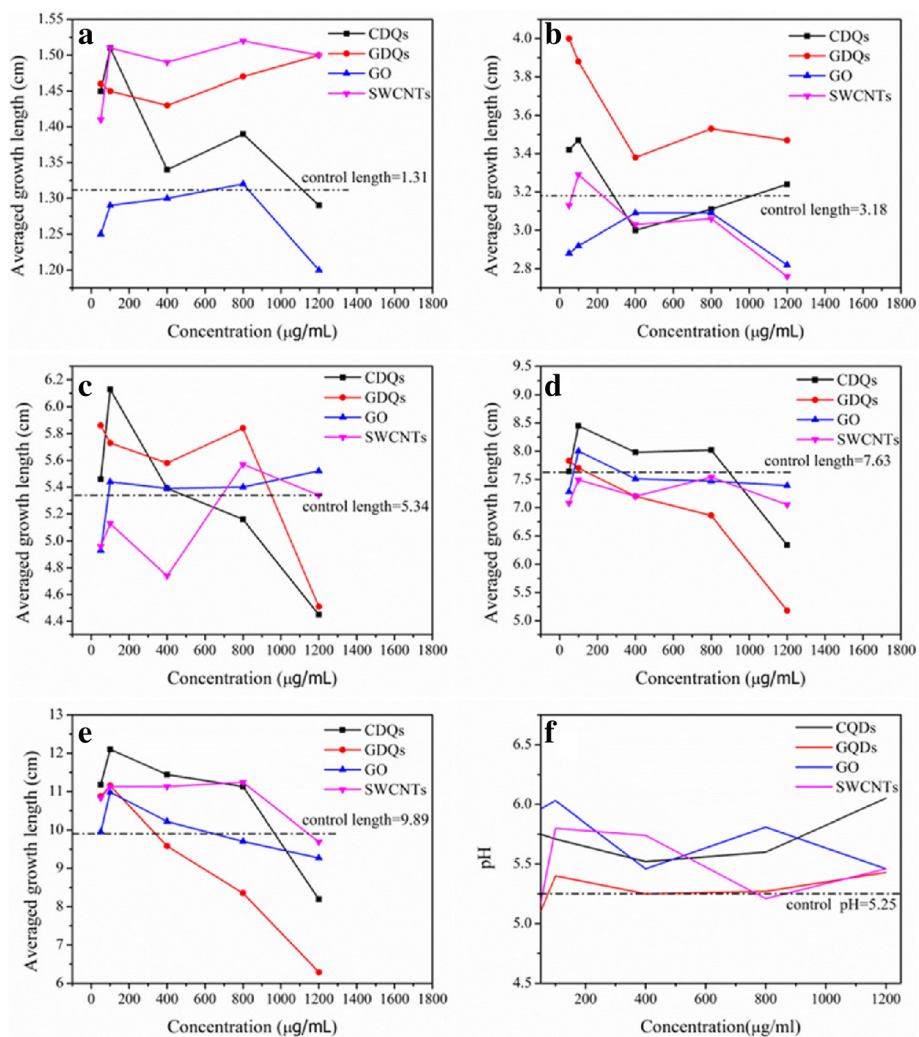 a
Averaged growth length (cm)
1.55
1.50
1.45
1.40
1.35
1.30
1.25
1.20
CDQs
GDQs
GO
SWCNTs
control length=1.31
0 200 400 600 800 1000 1200 1400 1600 1800
Concentration (μg/mL)
b
Averaged growth length (cm)
4.0
3.8
3.6
3.4
3.2
3.0
2.8
CDQs
GDQs
GO
SWCNTs
control length=3.18
0 200 400 600 800 1000 1200 1400 1600 1800
Concentration (μg/mL)
c
Averaged growth length (cm)
6.2
6.0
5.8
5.6
5.4
5.2
5.0
4.8
4.6
4.4
CDQs
GDQs
GO
SWCNTs
control length=5.34
0 200 400 600 800 1000 1200 1400 1600 1800
Concentration (μg/mL)
d
Averaged growth length (cm)
9.5
9.0
8.5
8.0
7.5
7.0
6.5
6.0
5.5
5.0
CDQs
GDQs
GO
SWCNTs
control length=7.63
0 200 400 600 800 1000 1200 1400 1600 1800
Concentration (μg/mL)
e
Averaged growth length (cm)
13
12
11
10
9
8
7
6
CDQs
GDQs
GO
SWCNTs
control length=9.89
0 200 400 600 800 1000 1200 1400 1600 1800
Concentration (μg/mL)
f
pH
6.75
6.0
5.5
5.0
4.5
CQDs
GQDs
GO
SWCNTs
control pH=5.25
200 400 600 800 1000 1200
Concentration(μg/ml)